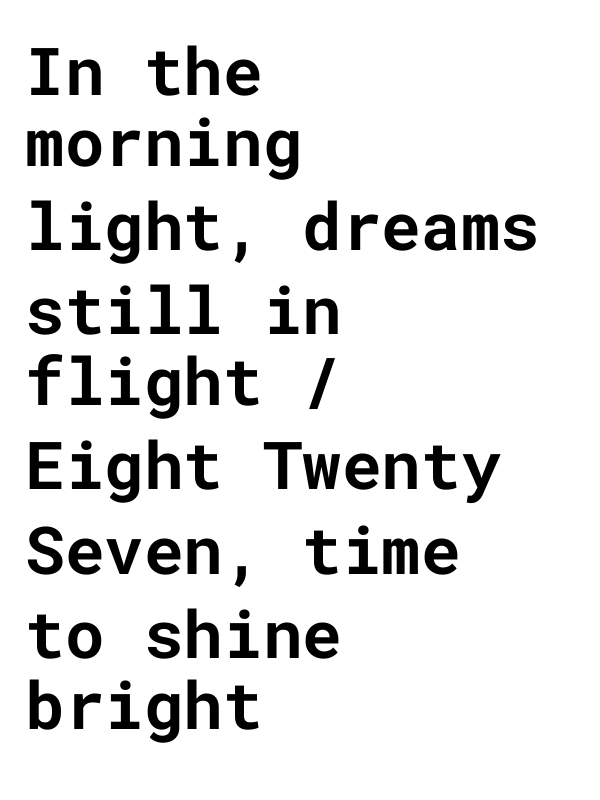 In the
morning
light, dreams
still in
flight /
Eight Twenty
Seven, time
to shine
bright